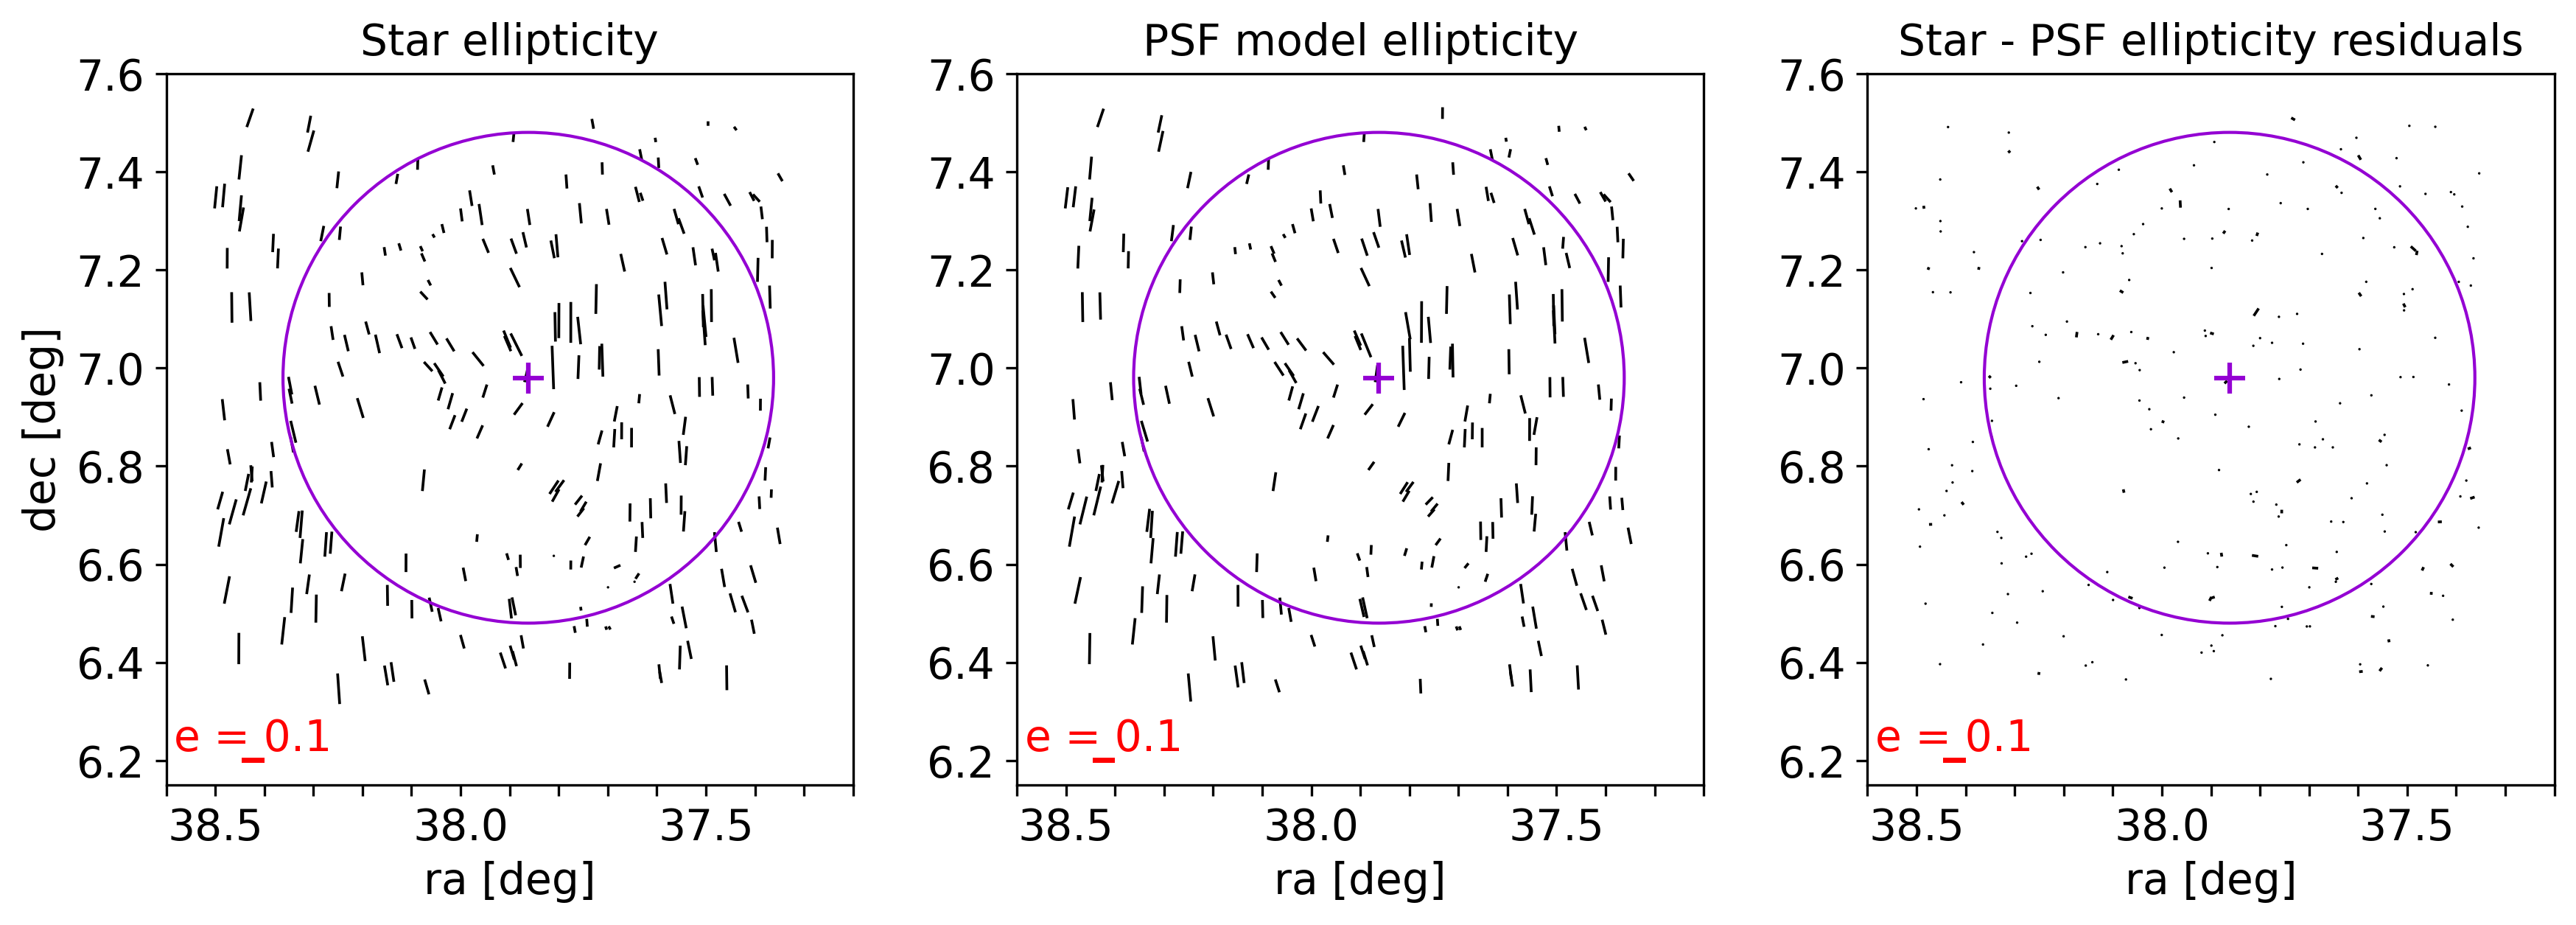 Star ellipticity
7.6
7.4
7.2
7.0
6.8
6.6
6.4
6.2
dec [deg]
e = 0.1
38.5 38.0 37.5
ra [deg]
PSF model ellipticity
7.6
7.4
7.2
7.0
6.8
6.6
6.4
6.2
e = 0.1
38.5 38.0 37.5
ra [deg]
Star - PSF ellipticity residuals
7.6
7.4
7.2
7.0
6.8
6.6
6.4
6.2
e = 0.1
38.5 38.0 37.5
ra [deg]